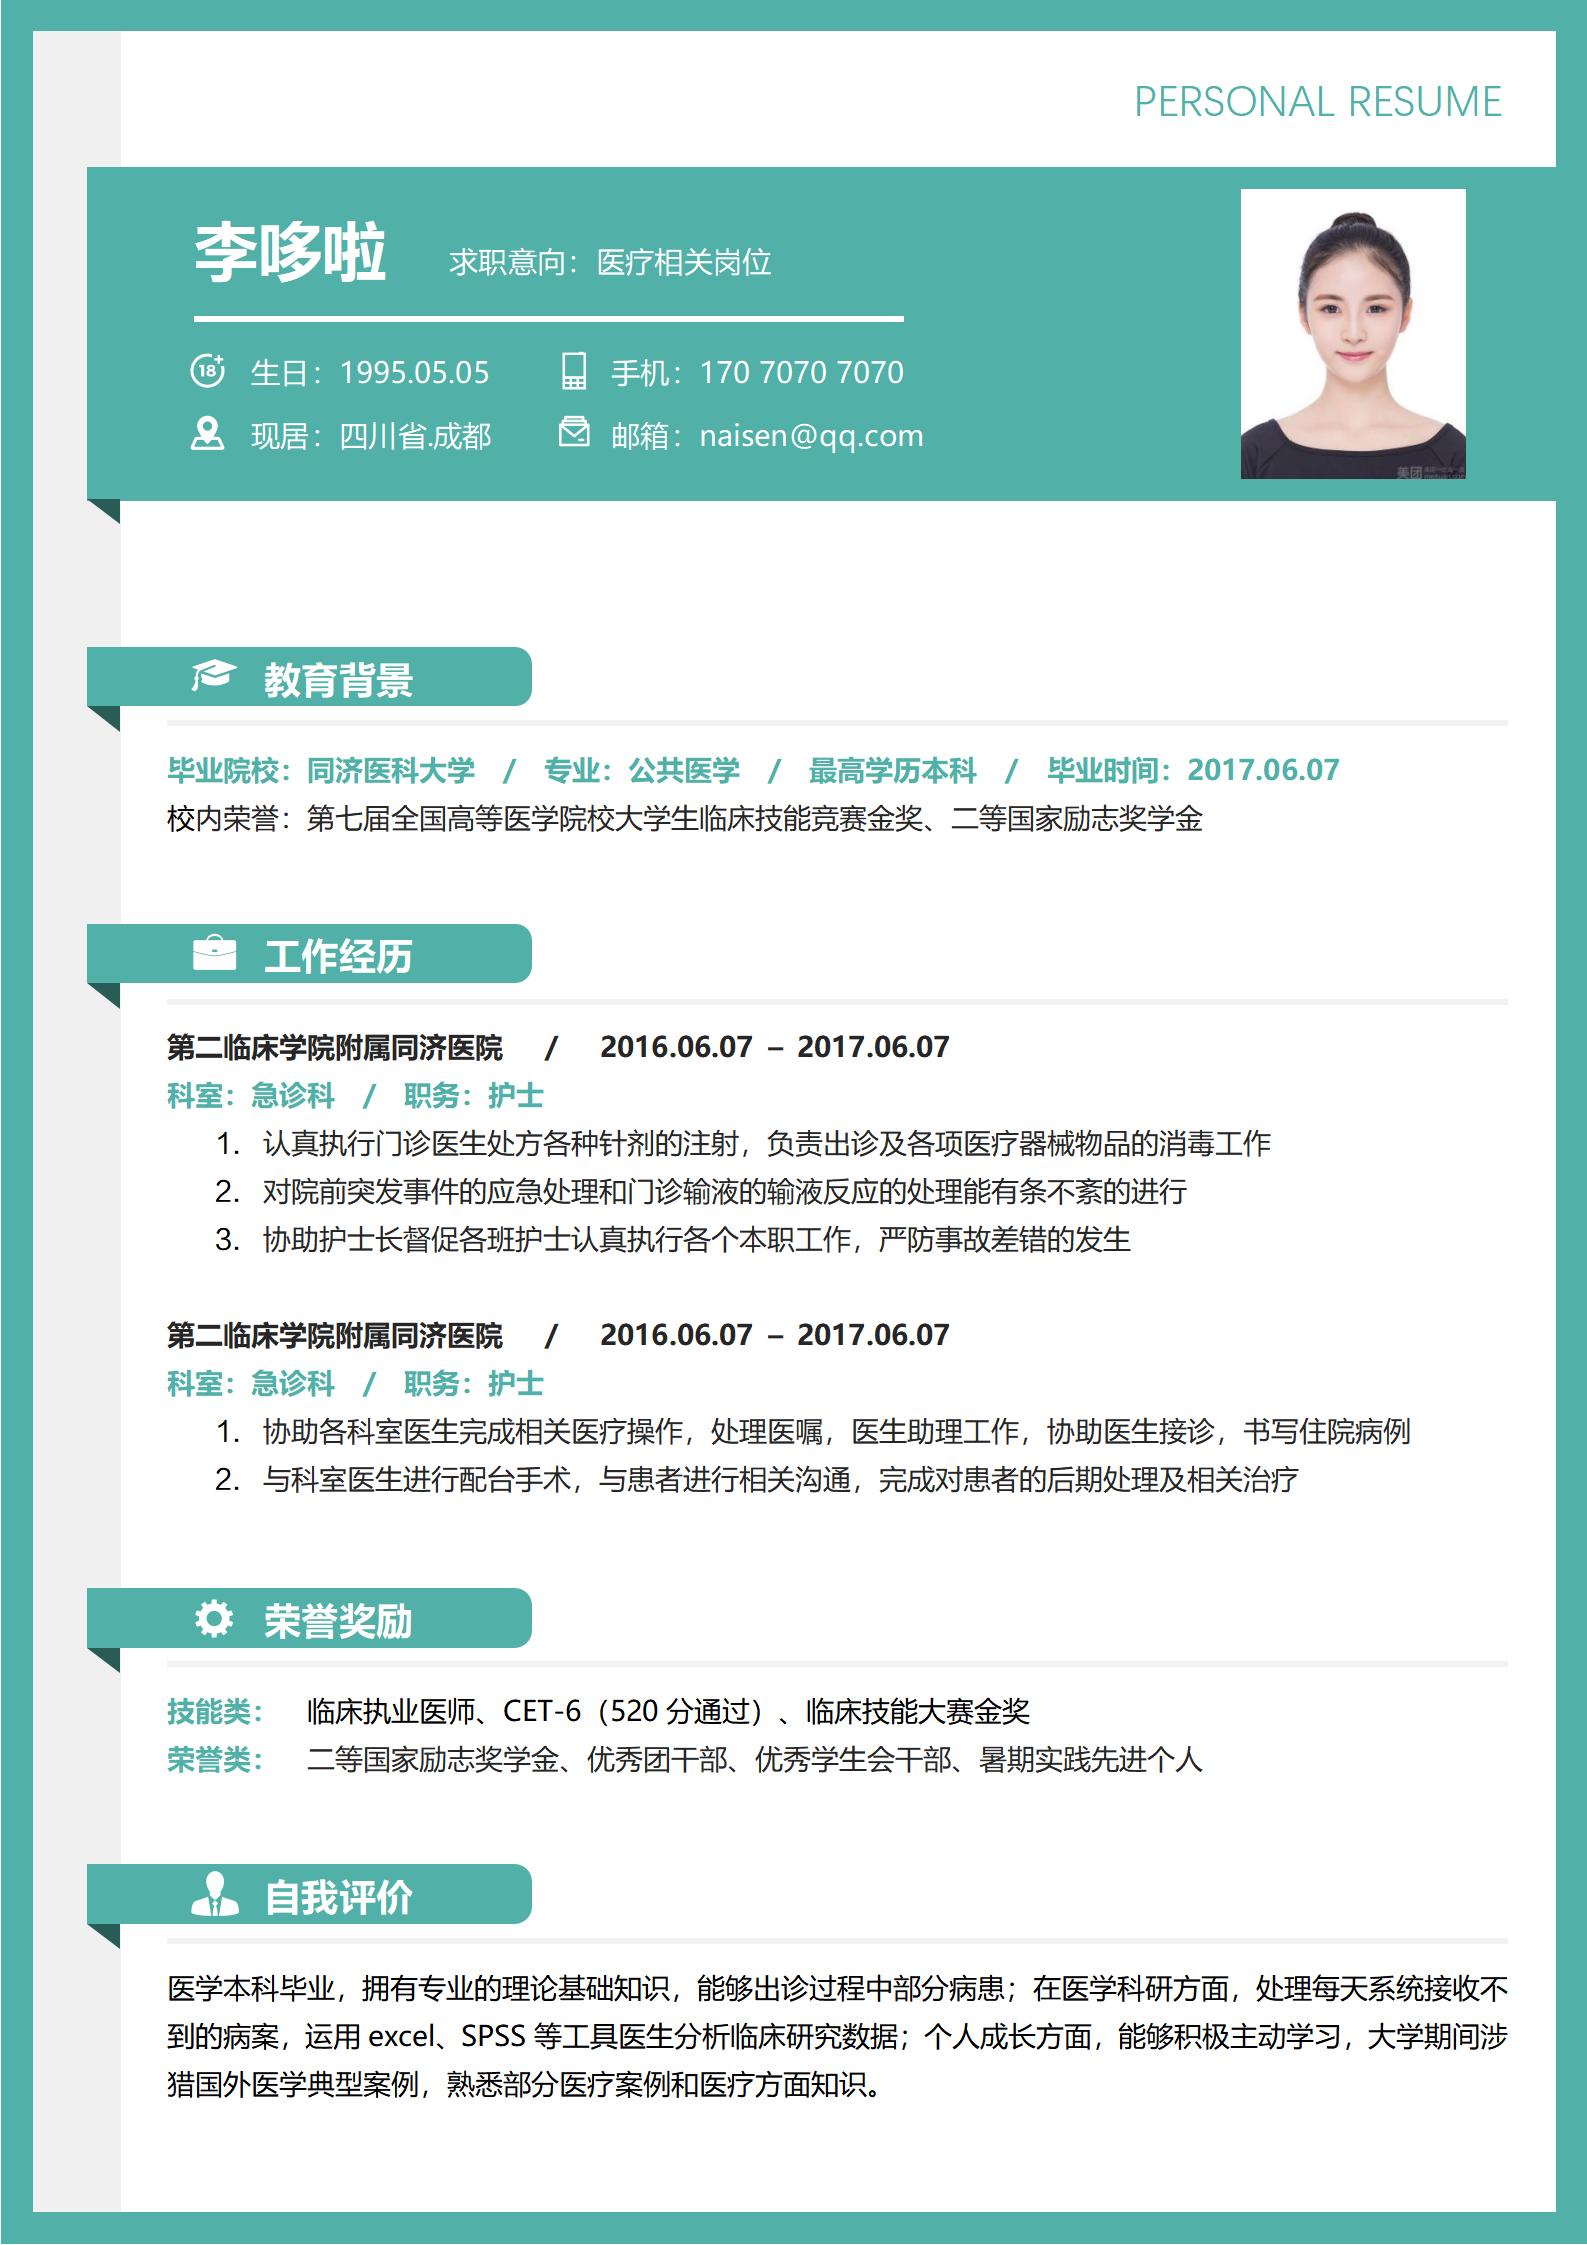 PERSONAL RESUME
李哆啦 求职意向：医疗相关岗位
18+ 生日：1995.05.05 手机：170 7070 7070
现居：四川省.成都 邮箱：naisen@qq.com
美团
教育背景
毕业院校：同济医科大学 / 专业：公共医学 / 最高学历本科 / 毕业时间：2017.06.07
校内荣誉：第七届全国高等医学院校大学生临床技能竞赛金奖、二等国家励志奖学金
工作经历
第二临床学院附属同济医院 / 2016.06.07 – 2017.06.07
科室：急诊科 / 职务：护士
1. 认真执行门诊医生处方各种针剂的注射，负责出诊及各项医疗器械物品的消毒工作
2. 对院前突发事件的应急处理和门诊输液的输液反应的处理能有条不紊的进行
3. 协助护士长督促各班护士认真执行各个本职工作，严防事故差错的发生
第二临床学院附属同济医院 / 2016.06.07 – 2017.06.07
科室：急诊科 / 职务：护士
1. 协助各科室医生完成相关医疗操作，处理医嘱，医生助理工作，协助医生接诊，书写住院病例
2. 与科室医生进行配台手术，与患者进行相关沟通，完成对患者的后期处理及相关治疗
荣誉奖励
技能类： 临床执业医师、CET-6（520 分通过）、临床技能大赛金奖
荣誉类： 二等国家励志奖学金、优秀团干部、优秀学生会干部、暑期实践先进个人
自我评价
医学本科毕业，拥有专业的理论基础知识，能够出诊过程中部分病患；在医学科研方面，处理每天系统接收不
到的病案，运用 excel、SPSS 等工具医生分析临床研究数据；个人成长方面，能够积极主动学习，大学期间涉
猎国外医学典型案例，熟悉部分医疗案例和医疗方面知识。